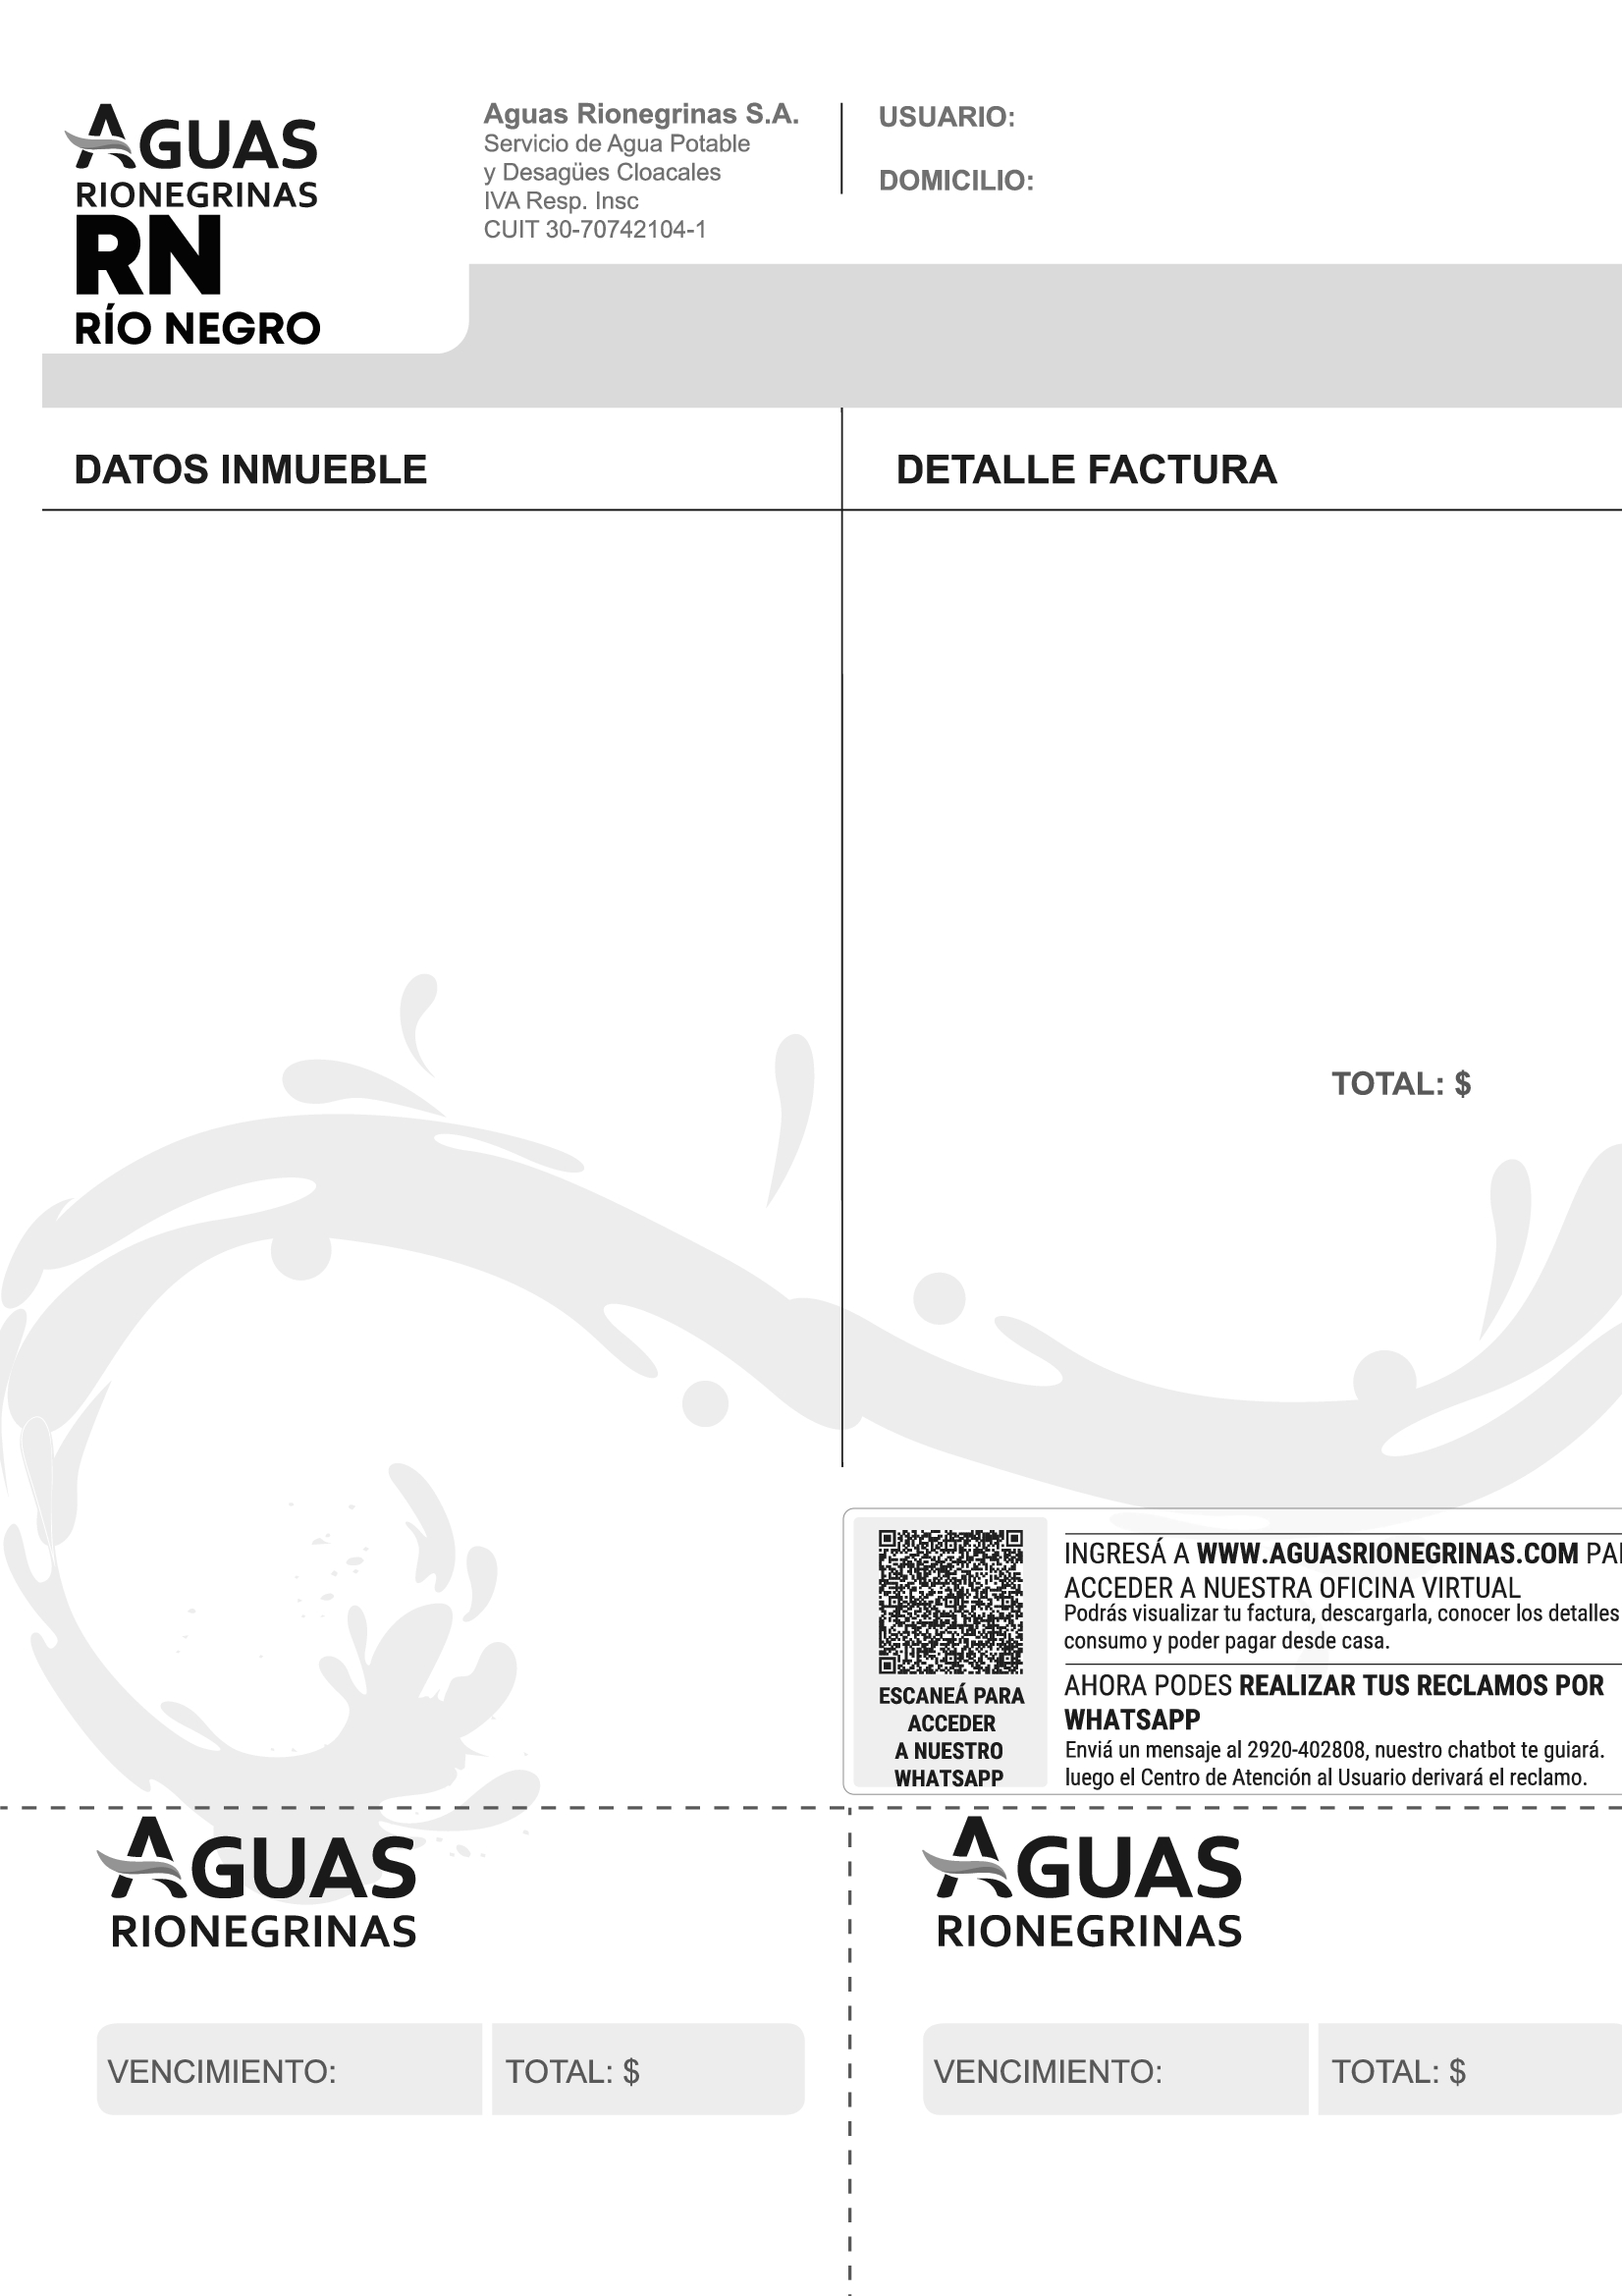 AGUAS
RIONEGRINAS
RN
RÍO NEGRO
Aguas Rionegrinas S.A.
Servicio de Agua Potable
y Desagües Cloacales
IVA Resp. Insc
CUIT 30-70742104-1
USUARIO:
DOMICILIO:
DATOS INMUEBLE
DETALLE FACTURA
TOTAL: $
ESCANEÁ PARA
ACCEDER
A NUESTRO
WHATSAPP
INGRESÁ A WWW.AGUASRIONEGRINAS.COM
ACCEDER A NUESTRA OFICINA VIRTUAL
Podrás visualizar tu factura, descargarla, conocer los detalles
consumo y poder pagar desde casa.
AHORA PODES REALIZAR TUS RECLAMOS POR
WHATSAPP
Enviá un mensaje al 2920-402808, nuestro chatbot te guiará.
luego el Centro de Atención al Usuario derivará el reclamo.
AGUAS
RIONEGRINAS
VENCIMIENTO:
TOTAL: $
AGUAS
RIONEGRINAS
VENCIMIENTO:
TOTAL: $